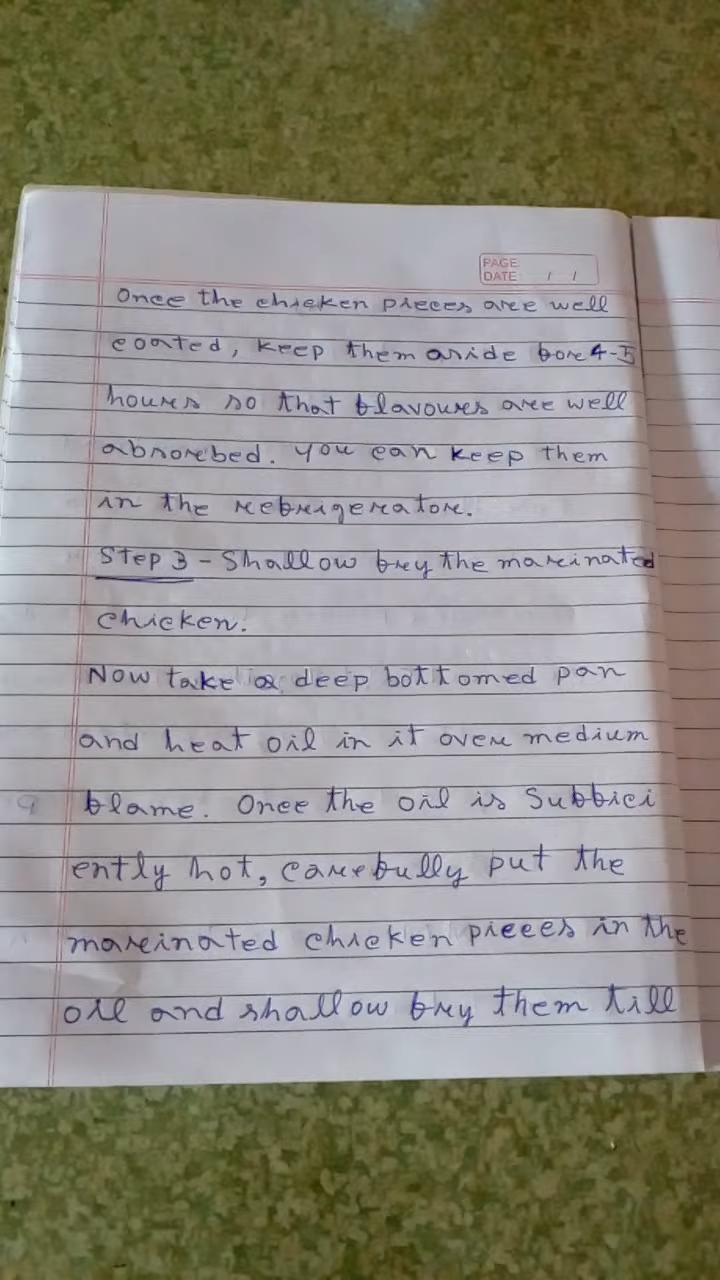 PAGE
DATE / /
Once the chicken pieces are well
coated, keep them aside for 4-5
hours so that flavours are well
absorbed. You can keep them
in the refrigerator.
Step 3 - Shallow fry the marinated
chicken.
Now take a deep bottomed pan
and heat oil in it over medium
flame. Once the oil is Suffici
ently hot, carefully put the
marinated chicken pieces in the
oil and shallow fry them till